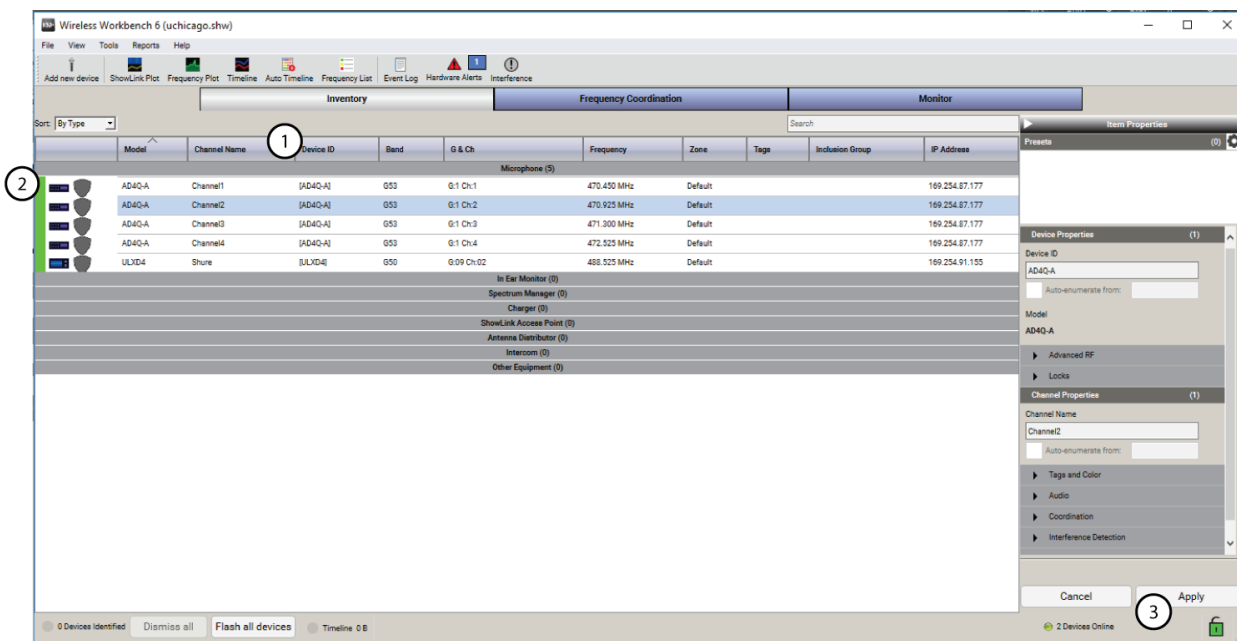 Wireless Workbench 6 (uchicago.shw)
File View Tools Reports Help
1
Add new device ShowLink Plot Frequency Plot Timeline Auto Timeline Frequency List Event Log Hardware Alerts Interference
Inventory Frequency Coordination Monitor
Sort: By Type Search Item Properties
1
Model Channel Name Device ID Band G & Ch Frequency Zone Tags Inclusion Group IP Address
Presets (0)
Microphone (5)
2
AD4Q-A Channel1 [AD4Q-A] G53 G:1 Ch:1 470.450 MHz Default 169.254.87.177
AD4Q-A Channel2 [AD4Q-A] G53 G:1 Ch:2 470.925 MHz Default 169.254.87.177
AD4Q-A Channel3 [AD4Q-A] G53 G:1 Ch:3 471.300 MHz Default 169.254.87.177
AD4Q-A Channel4 [AD4Q-A] G53 G:1 Ch:4 472.525 MHz Default 169.254.87.177
ULXD4 Shure [ULXD4] G50 G:09 Ch:02 488.525 MHz Default 169.254.91.155
In Ear Monitor (0)
Spectrum Manager (0)
Charger (0)
ShowLink Access Point (0)
Antenna Distributor (0)
Intercom (0)
Other Equipment (0)
Device Properties (1)
Device ID
AD4Q-A
Auto-enumerate from:
Model
AD4Q-A
Advanced RF
Locks
Channel Properties (1)
Channel Name
Channel2
Auto-enumerate from:
Tags and Color
Audio
Coordination
Interference Detection
Cancel Apply
3
0 Devices Identified Dismiss all Flash all devices Timeline 0 B 2 Devices Online